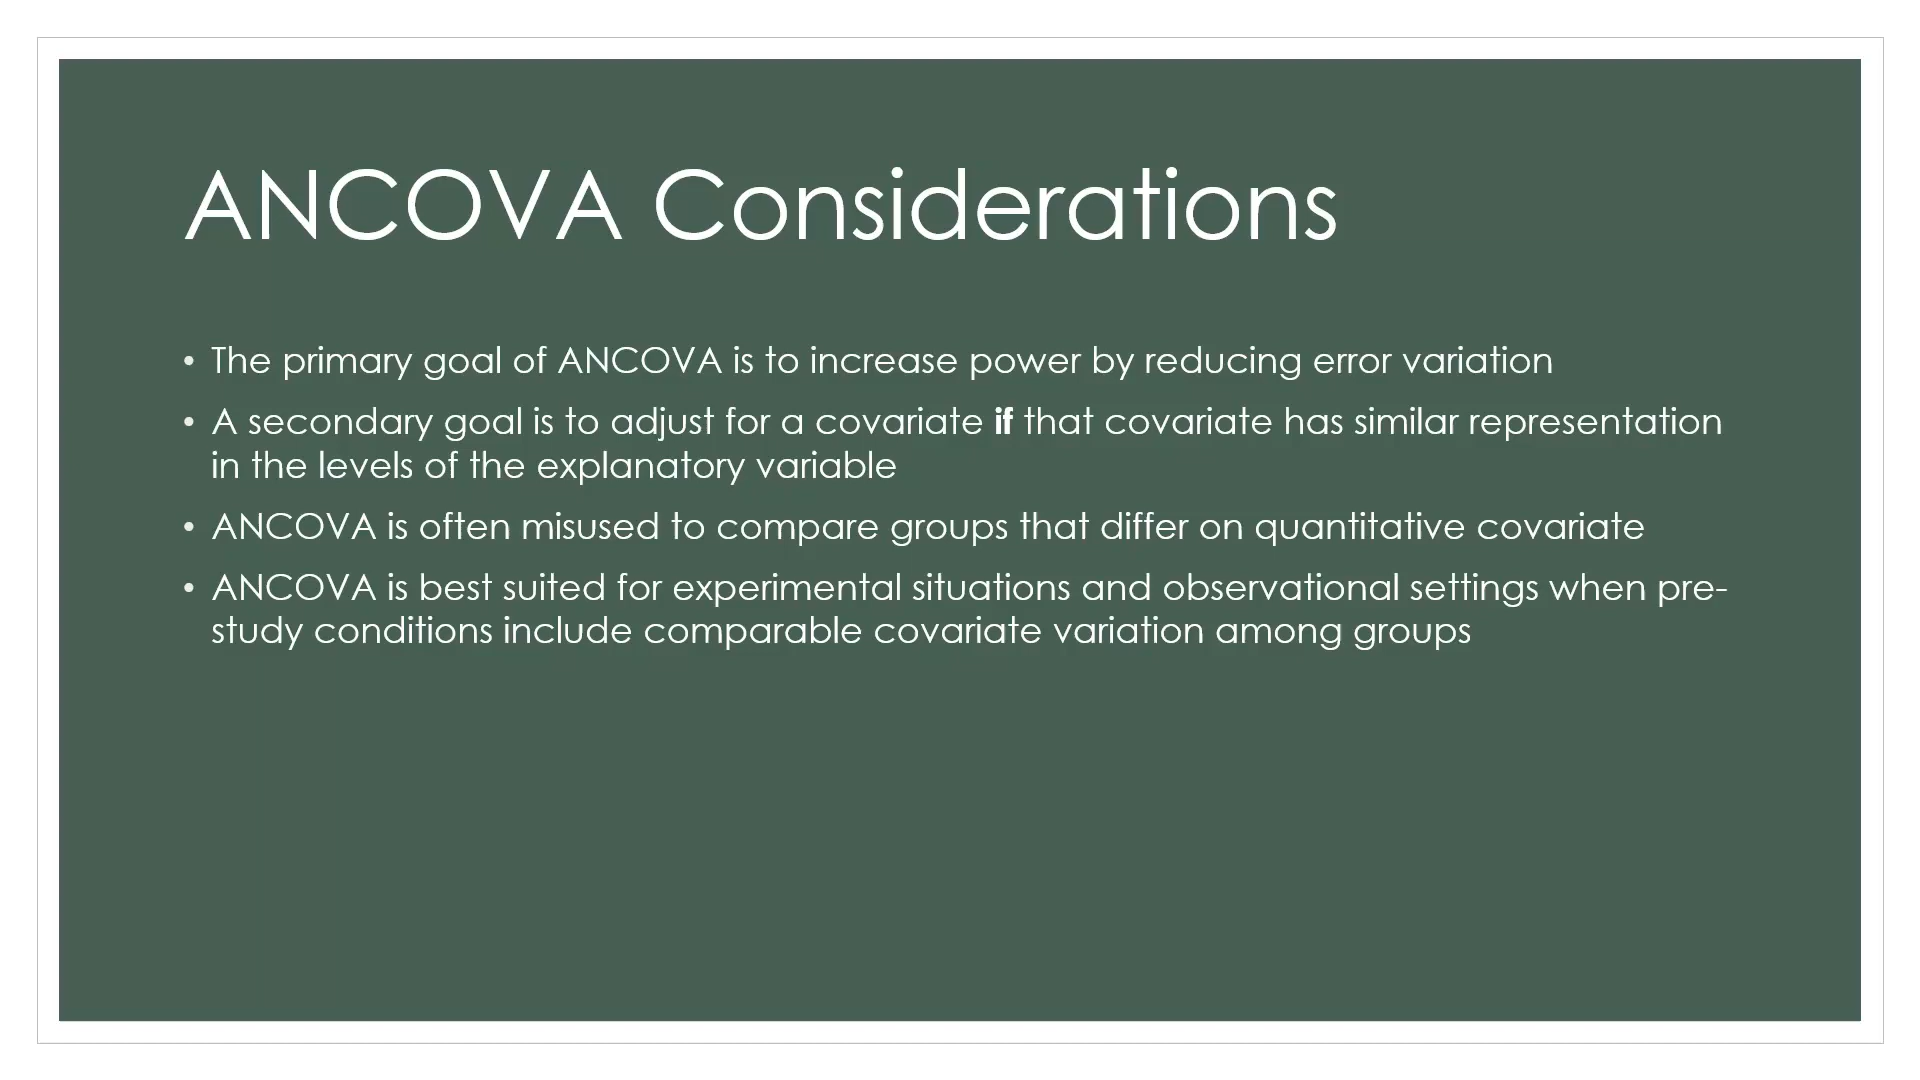 ANCOVA Considerations
• The primary goal of ANCOVA is to increase power by reducing error variation
• A secondary goal is to adjust for a covariate if that covariate has similar representation
in the levels of the explanatory variable
• ANCOVA is often misused to compare groups that differ on quantitative covariate
• ANCOVA is best suited for experimental situations and observational settings when pre-
study conditions include comparable covariate variation among groups